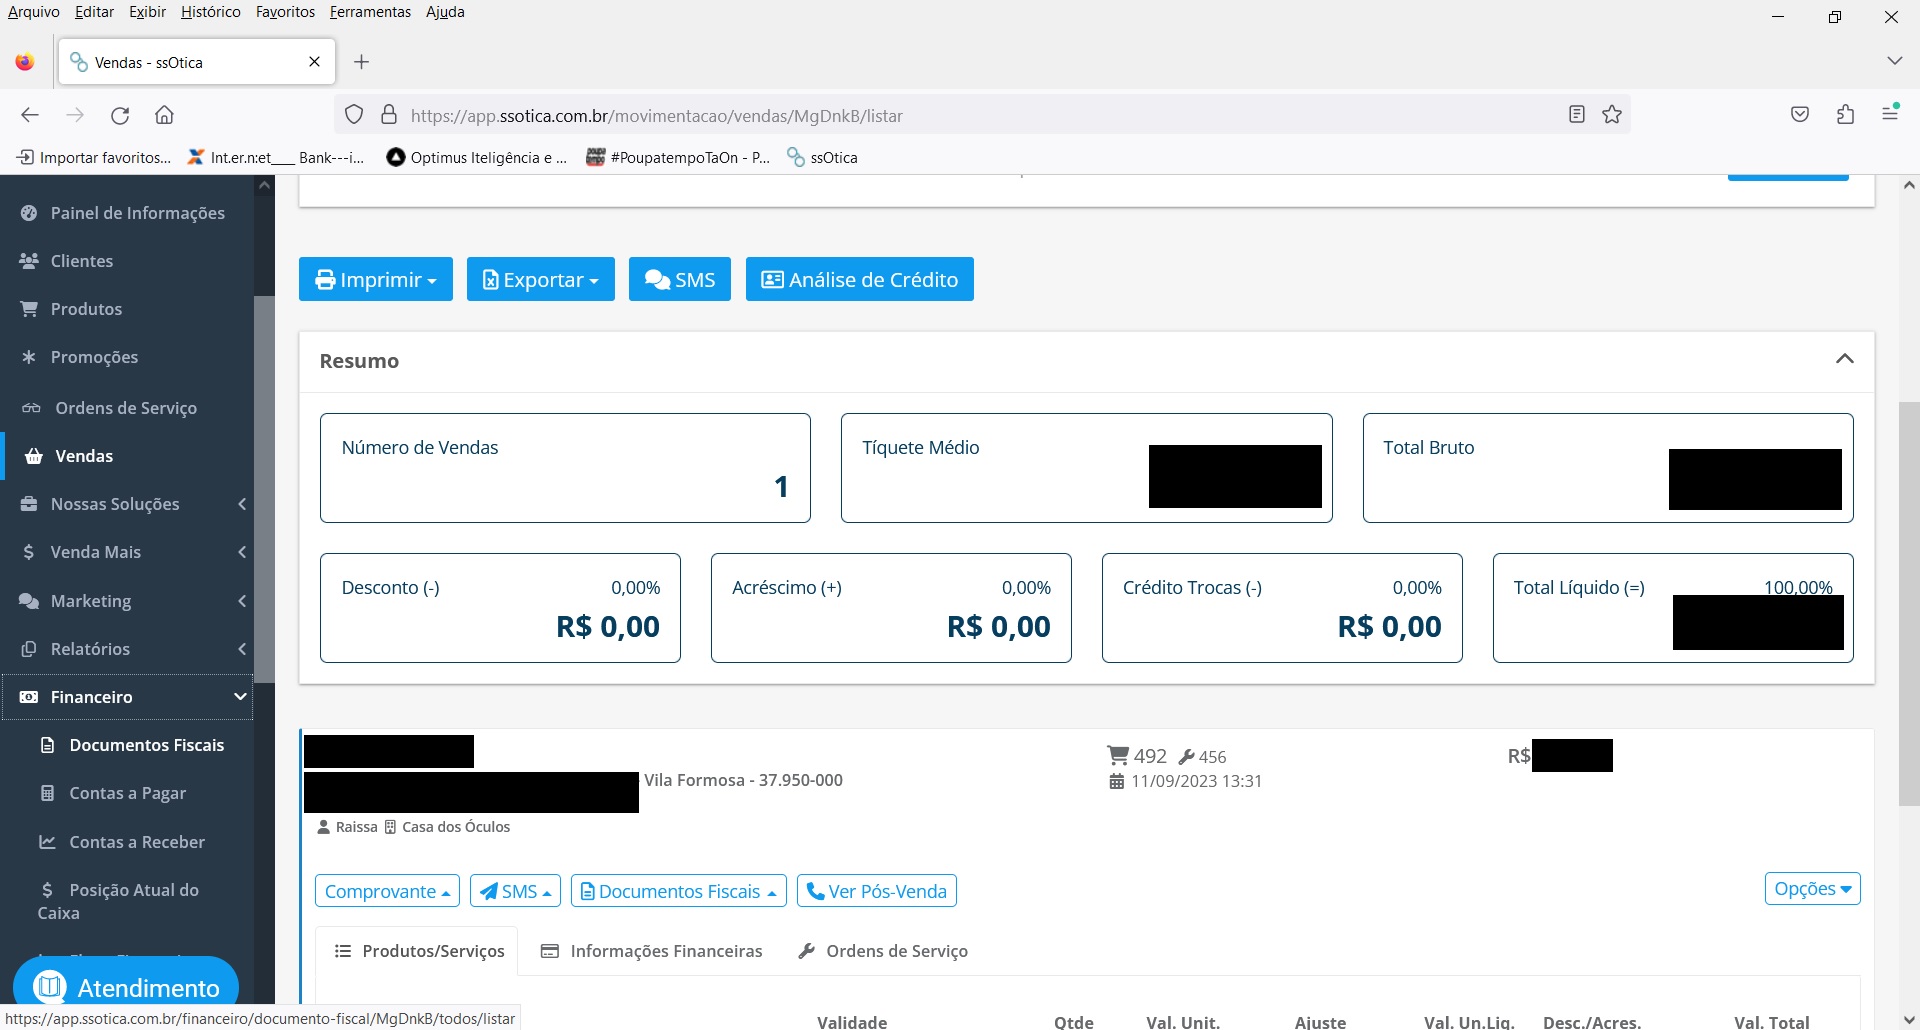 Arquivo Editar Exibir Histórico Favoritos Ferramentas Ajuda
Vendas - ssOtica
https://app.ssotica.com.br/movimentacao/vendas/MgDnkB/listar
Importar favoritos... Int.er.n:et___ Bank---i... Optimus Iteligência e ... #PoupatempoTaOn - P... ssOtica
Painel de Informações
Clientes
Produtos
Promoções
Ordens de Serviço
Vendas
Nossas Soluções
Venda Mais
Marketing
Relatórios
Financeiro
Documentos Fiscais
Contas a Pagar
Contas a Receber
Posição Atual do
Caixa
Atendimento
https://app.ssotica.com.br/financeiro/documento-fiscal/MgDnkB/todos/listar
Imprimir Exportar SMS Análise de Crédito
Resumo
Número de Vendas
1
Tíquete Médio
Total Bruto
Desconto (-) 0,00%
R$ 0,00
Acréscimo (+) 0,00%
R$ 0,00
Crédito Trocas (-) 0,00%
R$ 0,00
Total Líquido (=) 100,00%
492 456 R$
Vila Formosa - 37.950-000 11/09/2023 13:31
Raissa Casa dos Óculos
Comprovante SMS Documentos Fiscais Ver Pós-Venda Opções
Produtos/Serviços Informações Financeiras Ordens de Serviço
Validade Qtde Val. Unit. Ajuste Val. Un.Liq. Desc./Acres. Val. Total